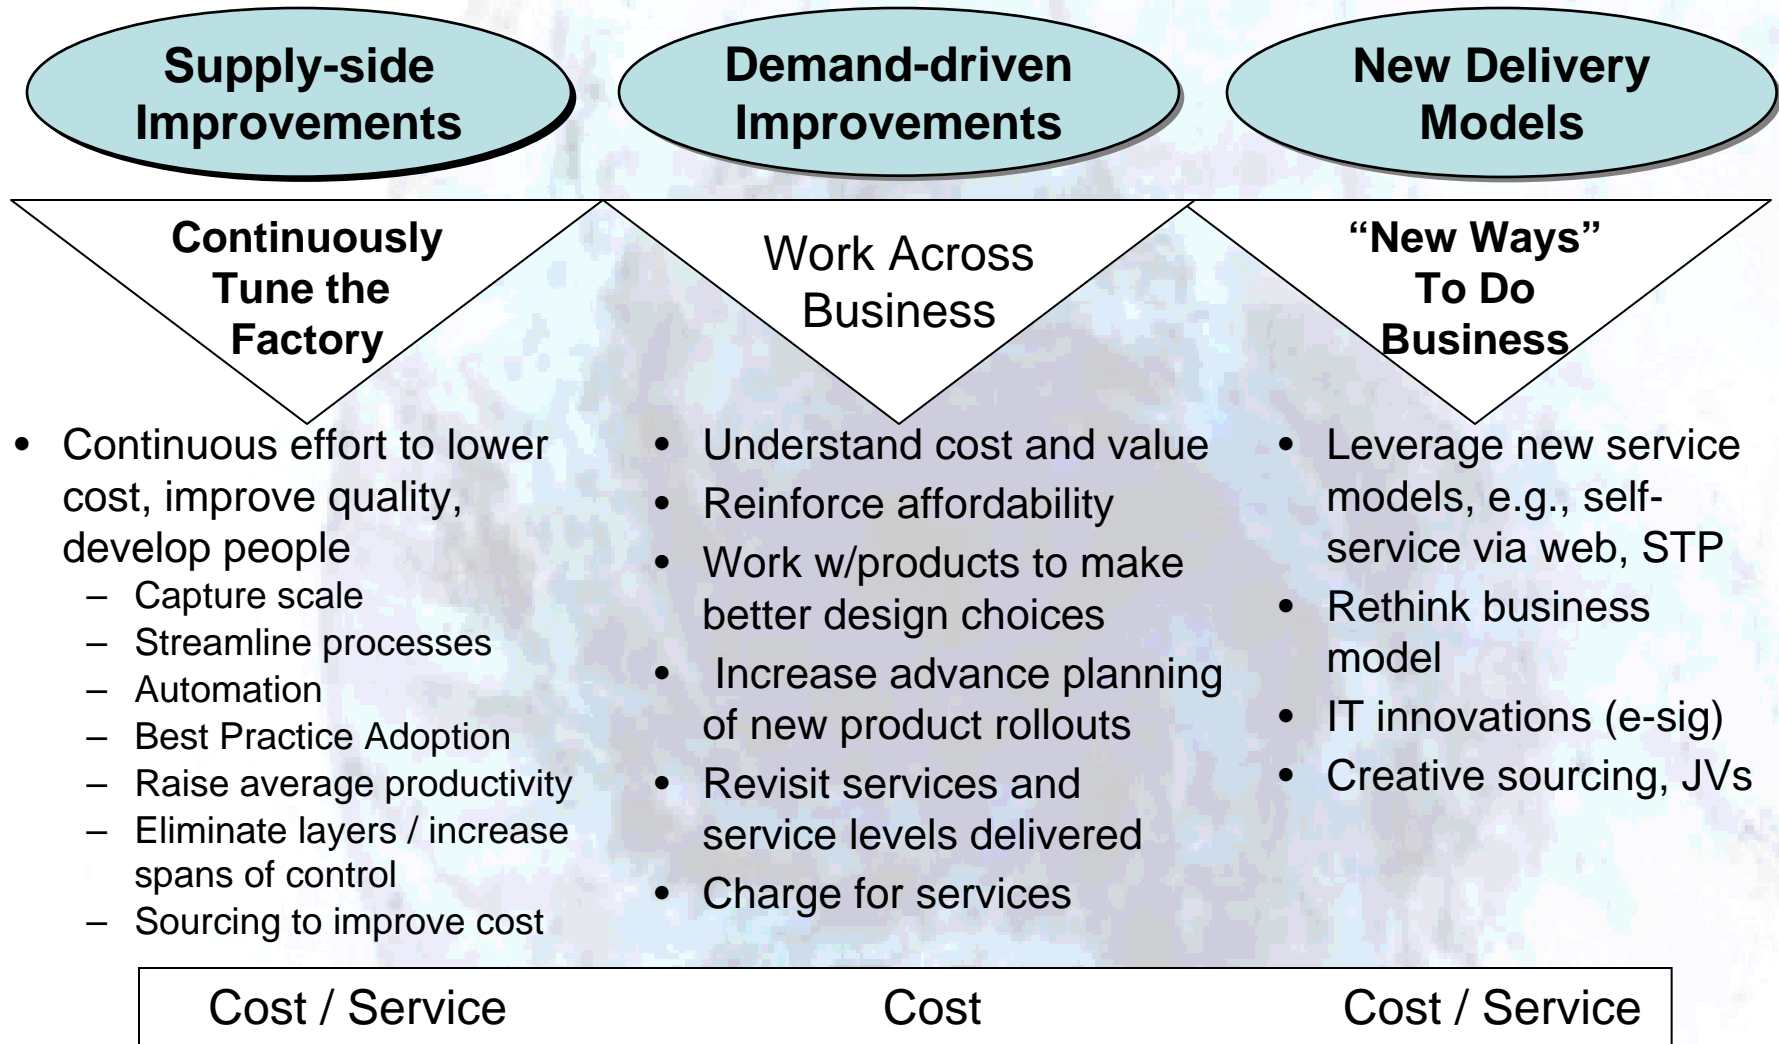 Supply-side
Improvements
Demand-driven
Improvements
New Delivery
Models
Continuously
Tune the
Factory
Work Across
Business
“New Ways”
To Do
Business
• Continuous effort to lower
cost, improve quality,
develop people
– Capture scale
– Streamline processes
– Automation
– Best Practice Adoption
– Raise average productivity
– Eliminate layers / increase
spans of control
– Sourcing to improve cost
• Understand cost and value
• Reinforce affordability
• Work w/products to make
better design choices
• Increase advance planning
of new product rollouts
• Revisit services and
service levels delivered
• Charge for services
• Leverage new service
models, e.g., self-
service via web, STP
• Rethink business
model
• IT innovations (e-sig)
• Creative sourcing, JVs
Cost / Service
Cost
Cost / Service